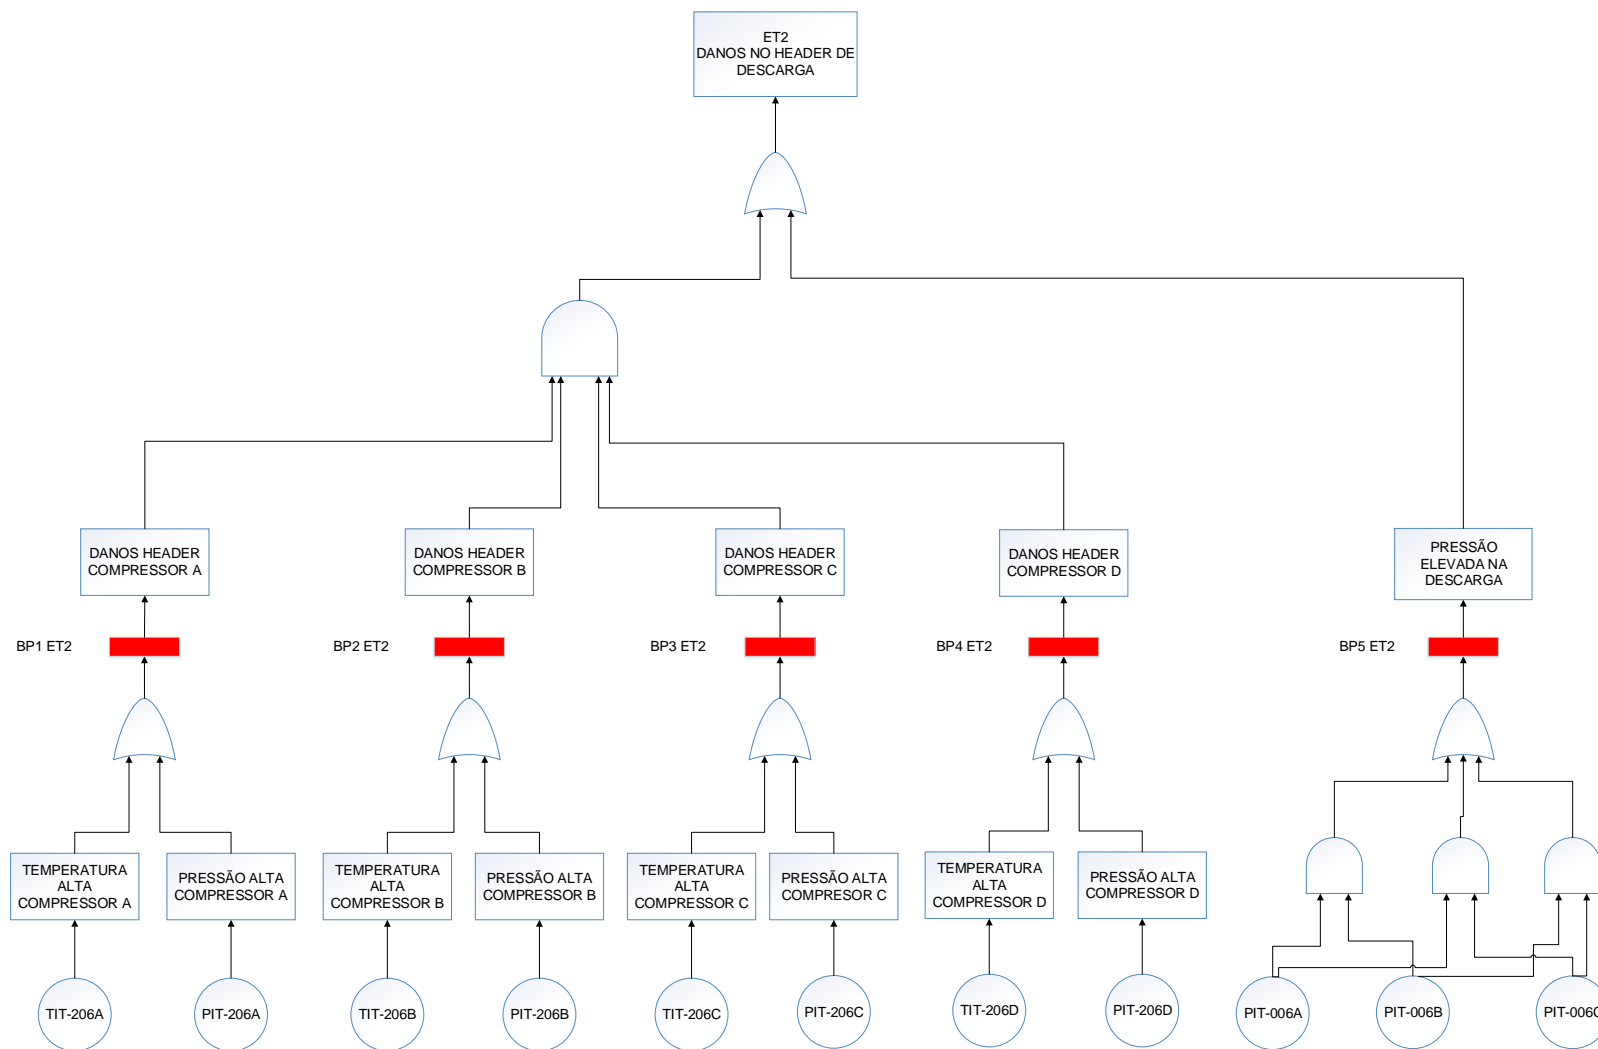 ET2
DANOS NO HEADER DE
DESCARGA
DANOS HEADER
COMPRESSOR A
DANOS HEADER
COMPRESSOR B
DANOS HEADER
COMPRESSOR C
DANOS HEADER
COMPRESSOR D
PRESSÃO
ELEVADA NA
DESCARGA
BP1 ET2
BP2 ET2
BP3 ET2
BP4 ET2
BP5 ET2
TEMPERATURA
ALTA
COMPRESSOR A
PRESSÃO ALTA
COMPRESSOR A
TEMPERATURA
ALTA
COMPRESSOR B
PRESSÃO ALTA
COMPRESSOR B
TEMPERATURA
ALTA
COMPRESSOR C
PRESSÃO ALTA
COMPRESOR C
TEMPERATURA
ALTA
COMPRESSOR D
PRESSÃO ALTA
COMPRESSOR D
TIT-206A
PIT-206A
TIT-206B
PIT-206B
TIT-206C
PIT-206C
TIT-206D
PIT-206D
PIT-006A
PIT-006B
PIT-006C